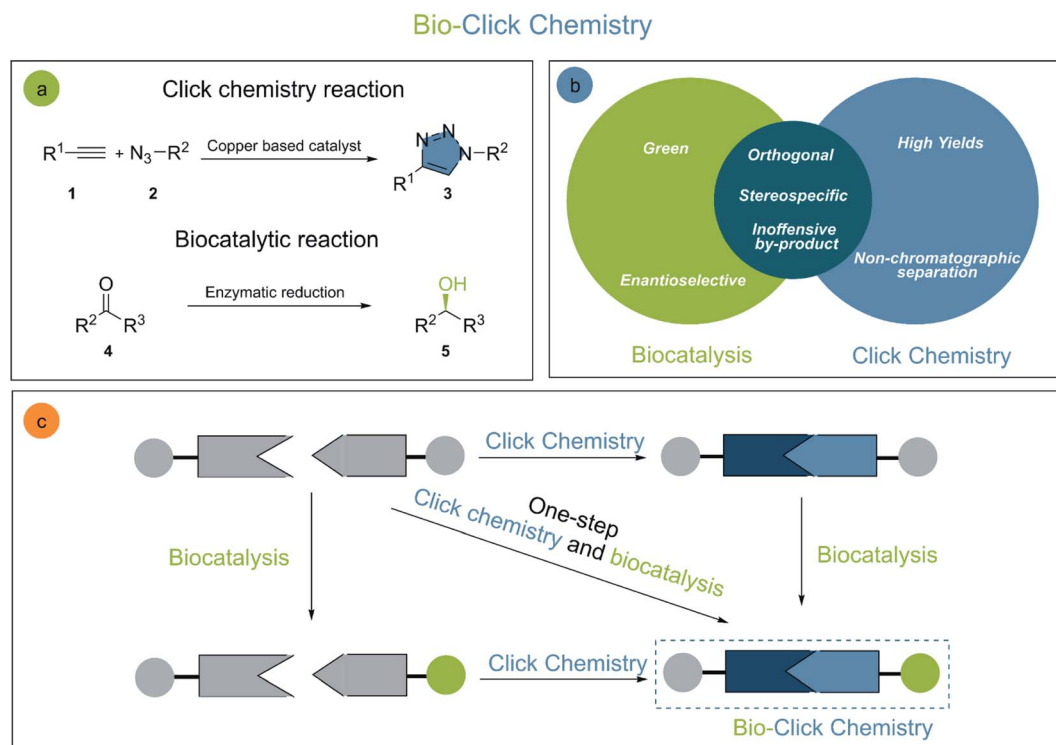 Bio-Click Chemistry
a
Click chemistry reaction
R1 + N3—R2
Copper based catalyst
N N N—R2
R1
1
2
3
Biocatalytic reaction
O
R2 R3
Enzymatic reduction
OH
R2 R3
4
5
b
Green
Enantioselective
Orthogonal
Stereospecific
Inoffensive
by-product
High Yields
Non-chromatographic
separation
Biocatalysis
Click Chemistry
c
Click Chemistry
One-step
Click chemistry and biocatalysis
Biocatalysis
Biocatalysis
Click Chemistry
Bio-Click Chemistry